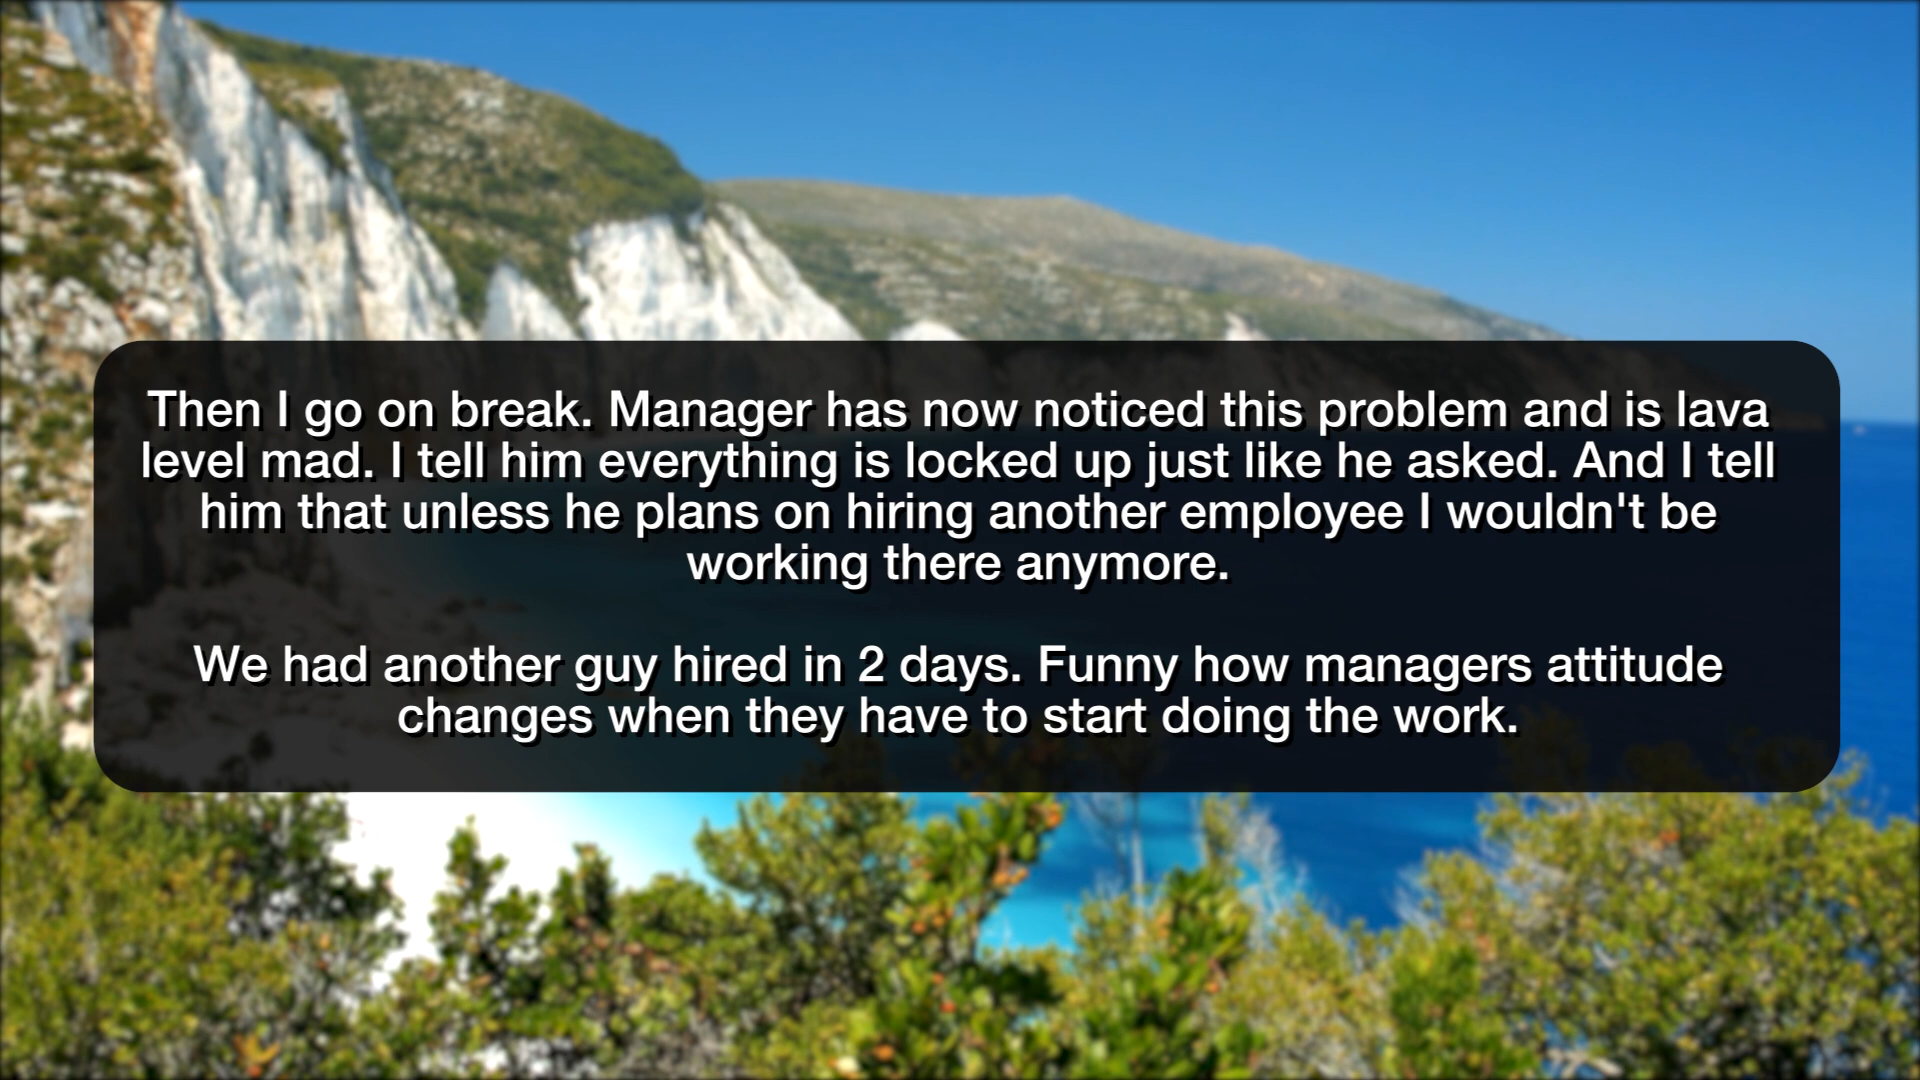 Then I go on break. Manager has now noticed this problem and is lava
level mad. I tell him everything is locked up just like he asked. And I tell
him that unless he plans on hiring another employee I wouldn't be
working there anymore.
We had another guy hired in 2 days. Funny how managers attitude
changes when they have to start doing the work.